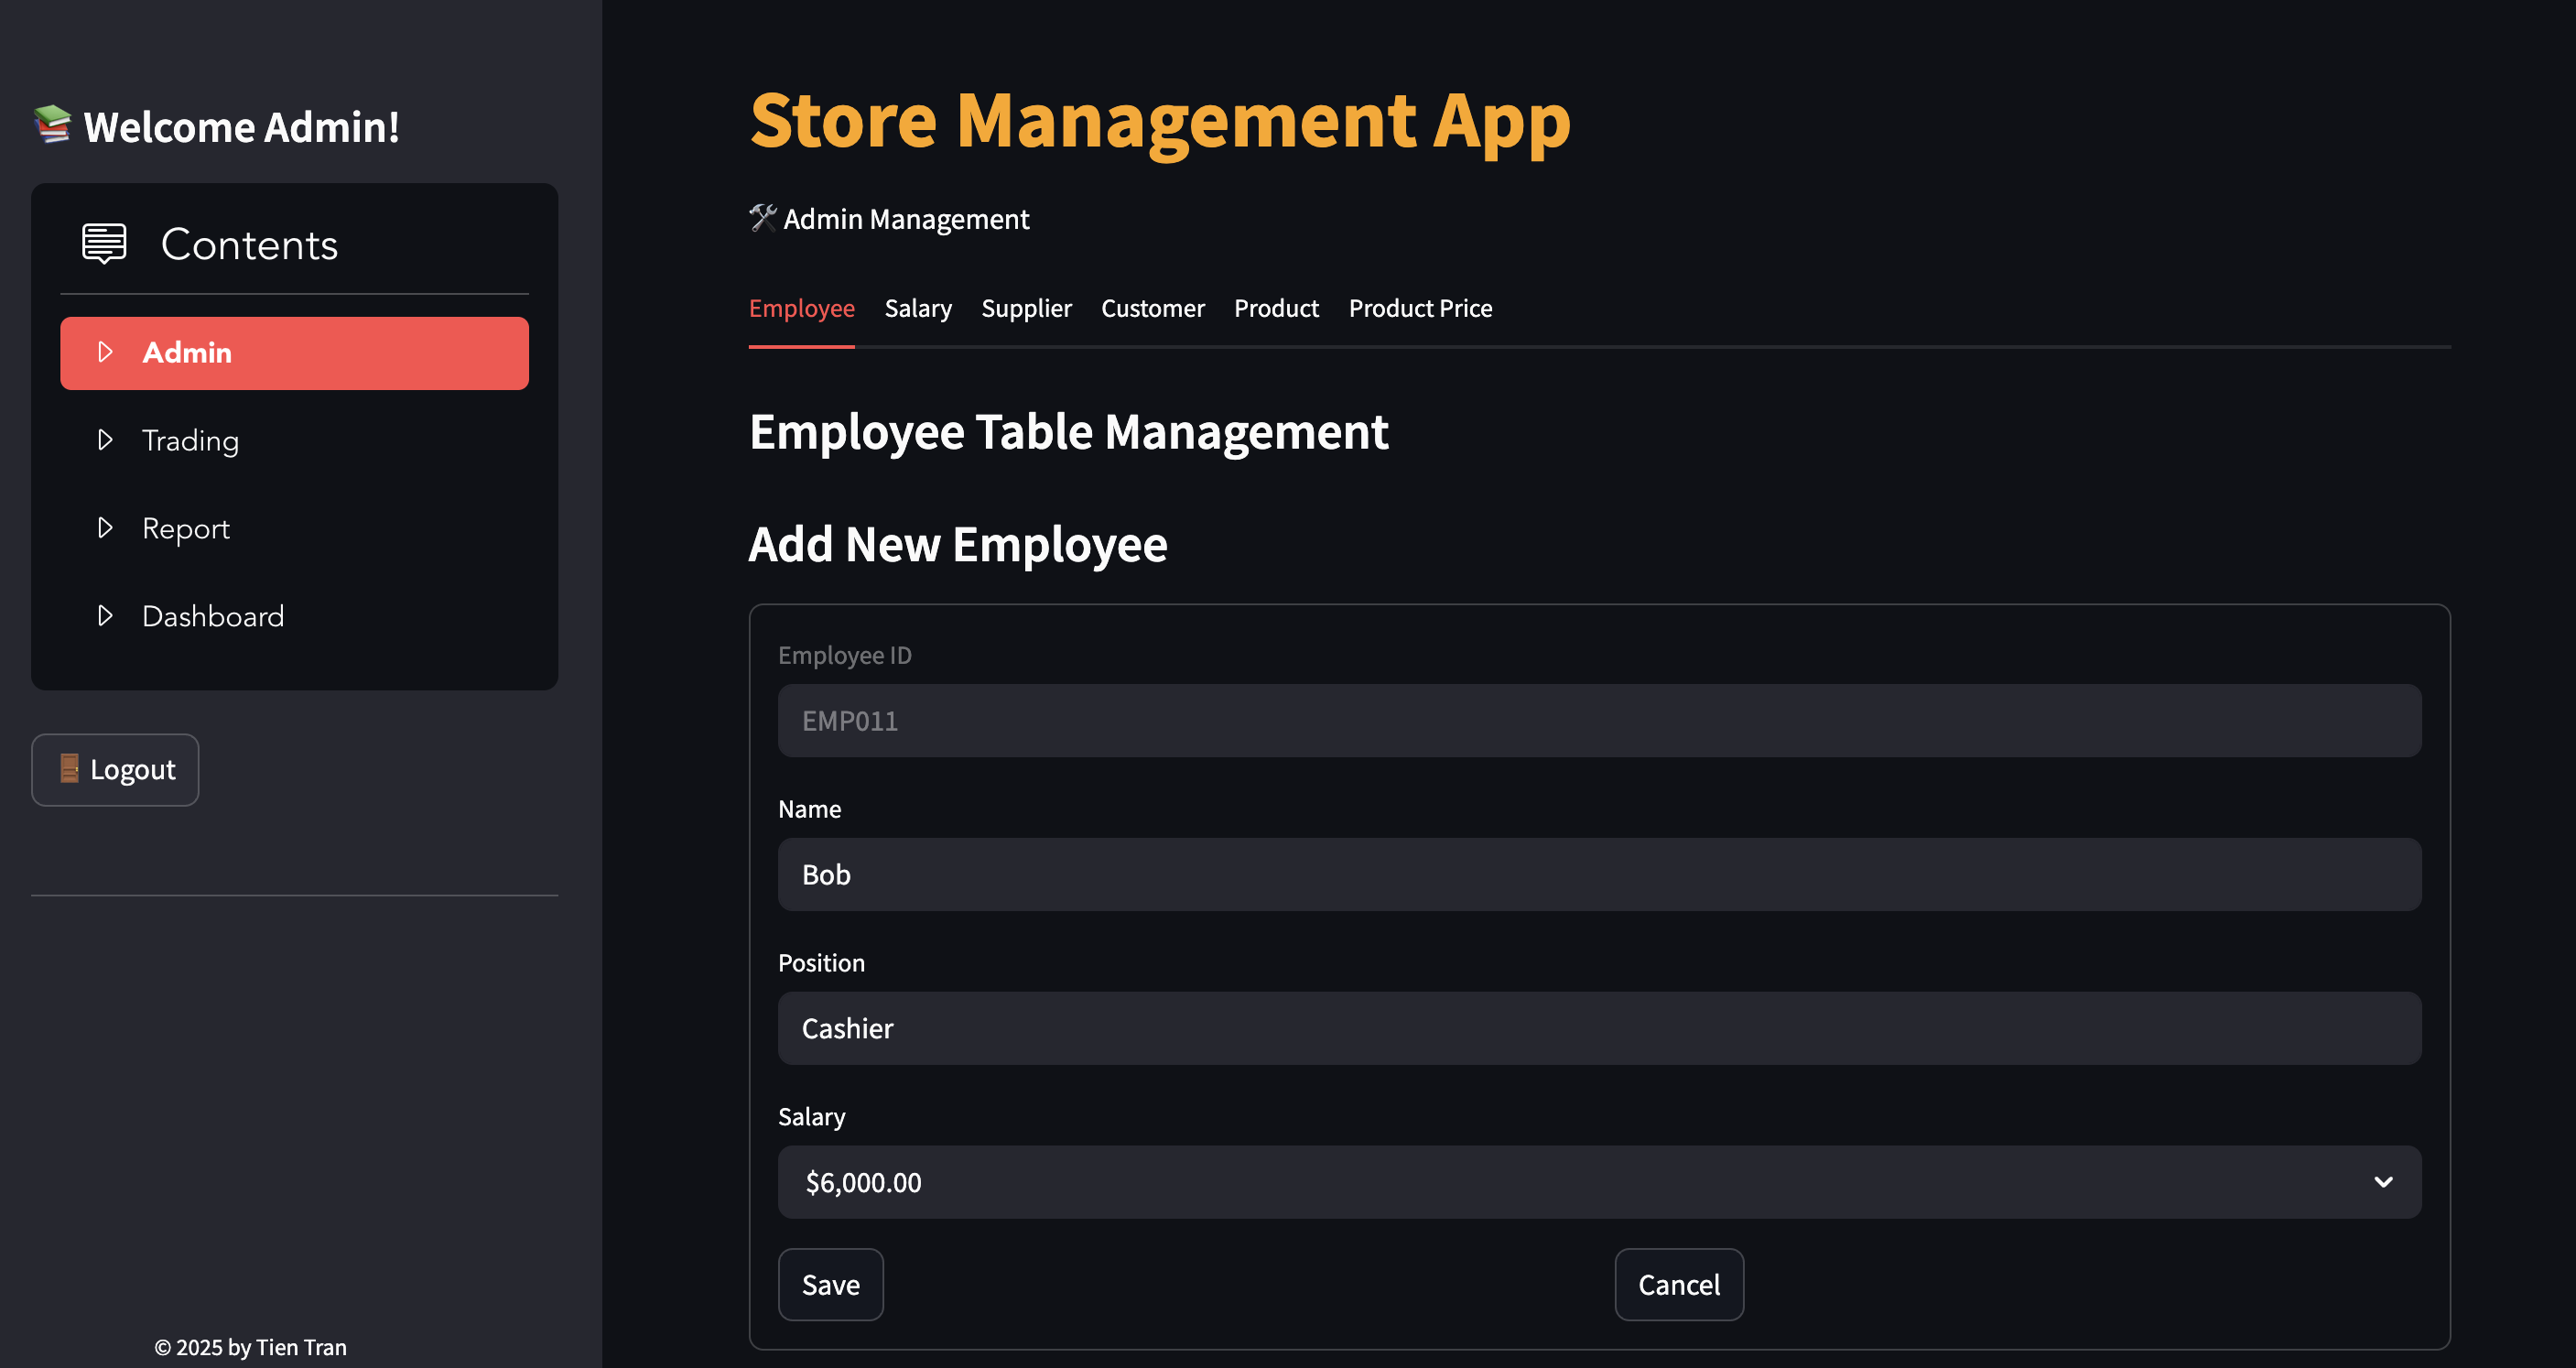 Welcome Admin!
Contents
Admin
Trading
Report
Dashboard
Logout
© 2025 by Tien Tran
Store Management App
Admin Management
Employee Salary Supplier Customer Product Product Price
Employee Table Management
Add New Employee
Employee ID
EMP011
Name
Bob
Position
Cashier
Salary
$6,000.00
Save Cancel